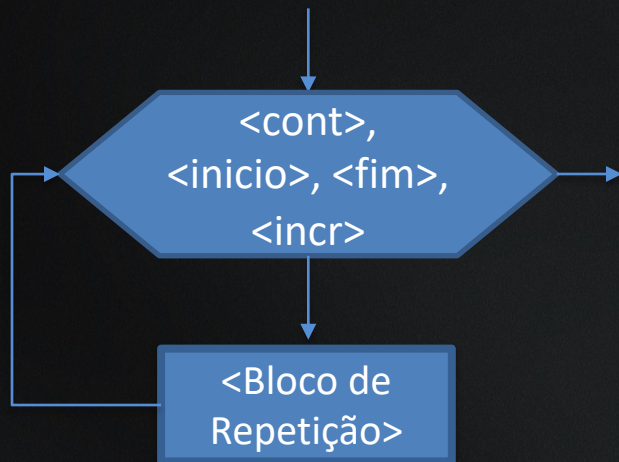 <cont>,
<inicio>, <fim>,
<incr>
<Bloco de
Repetição>